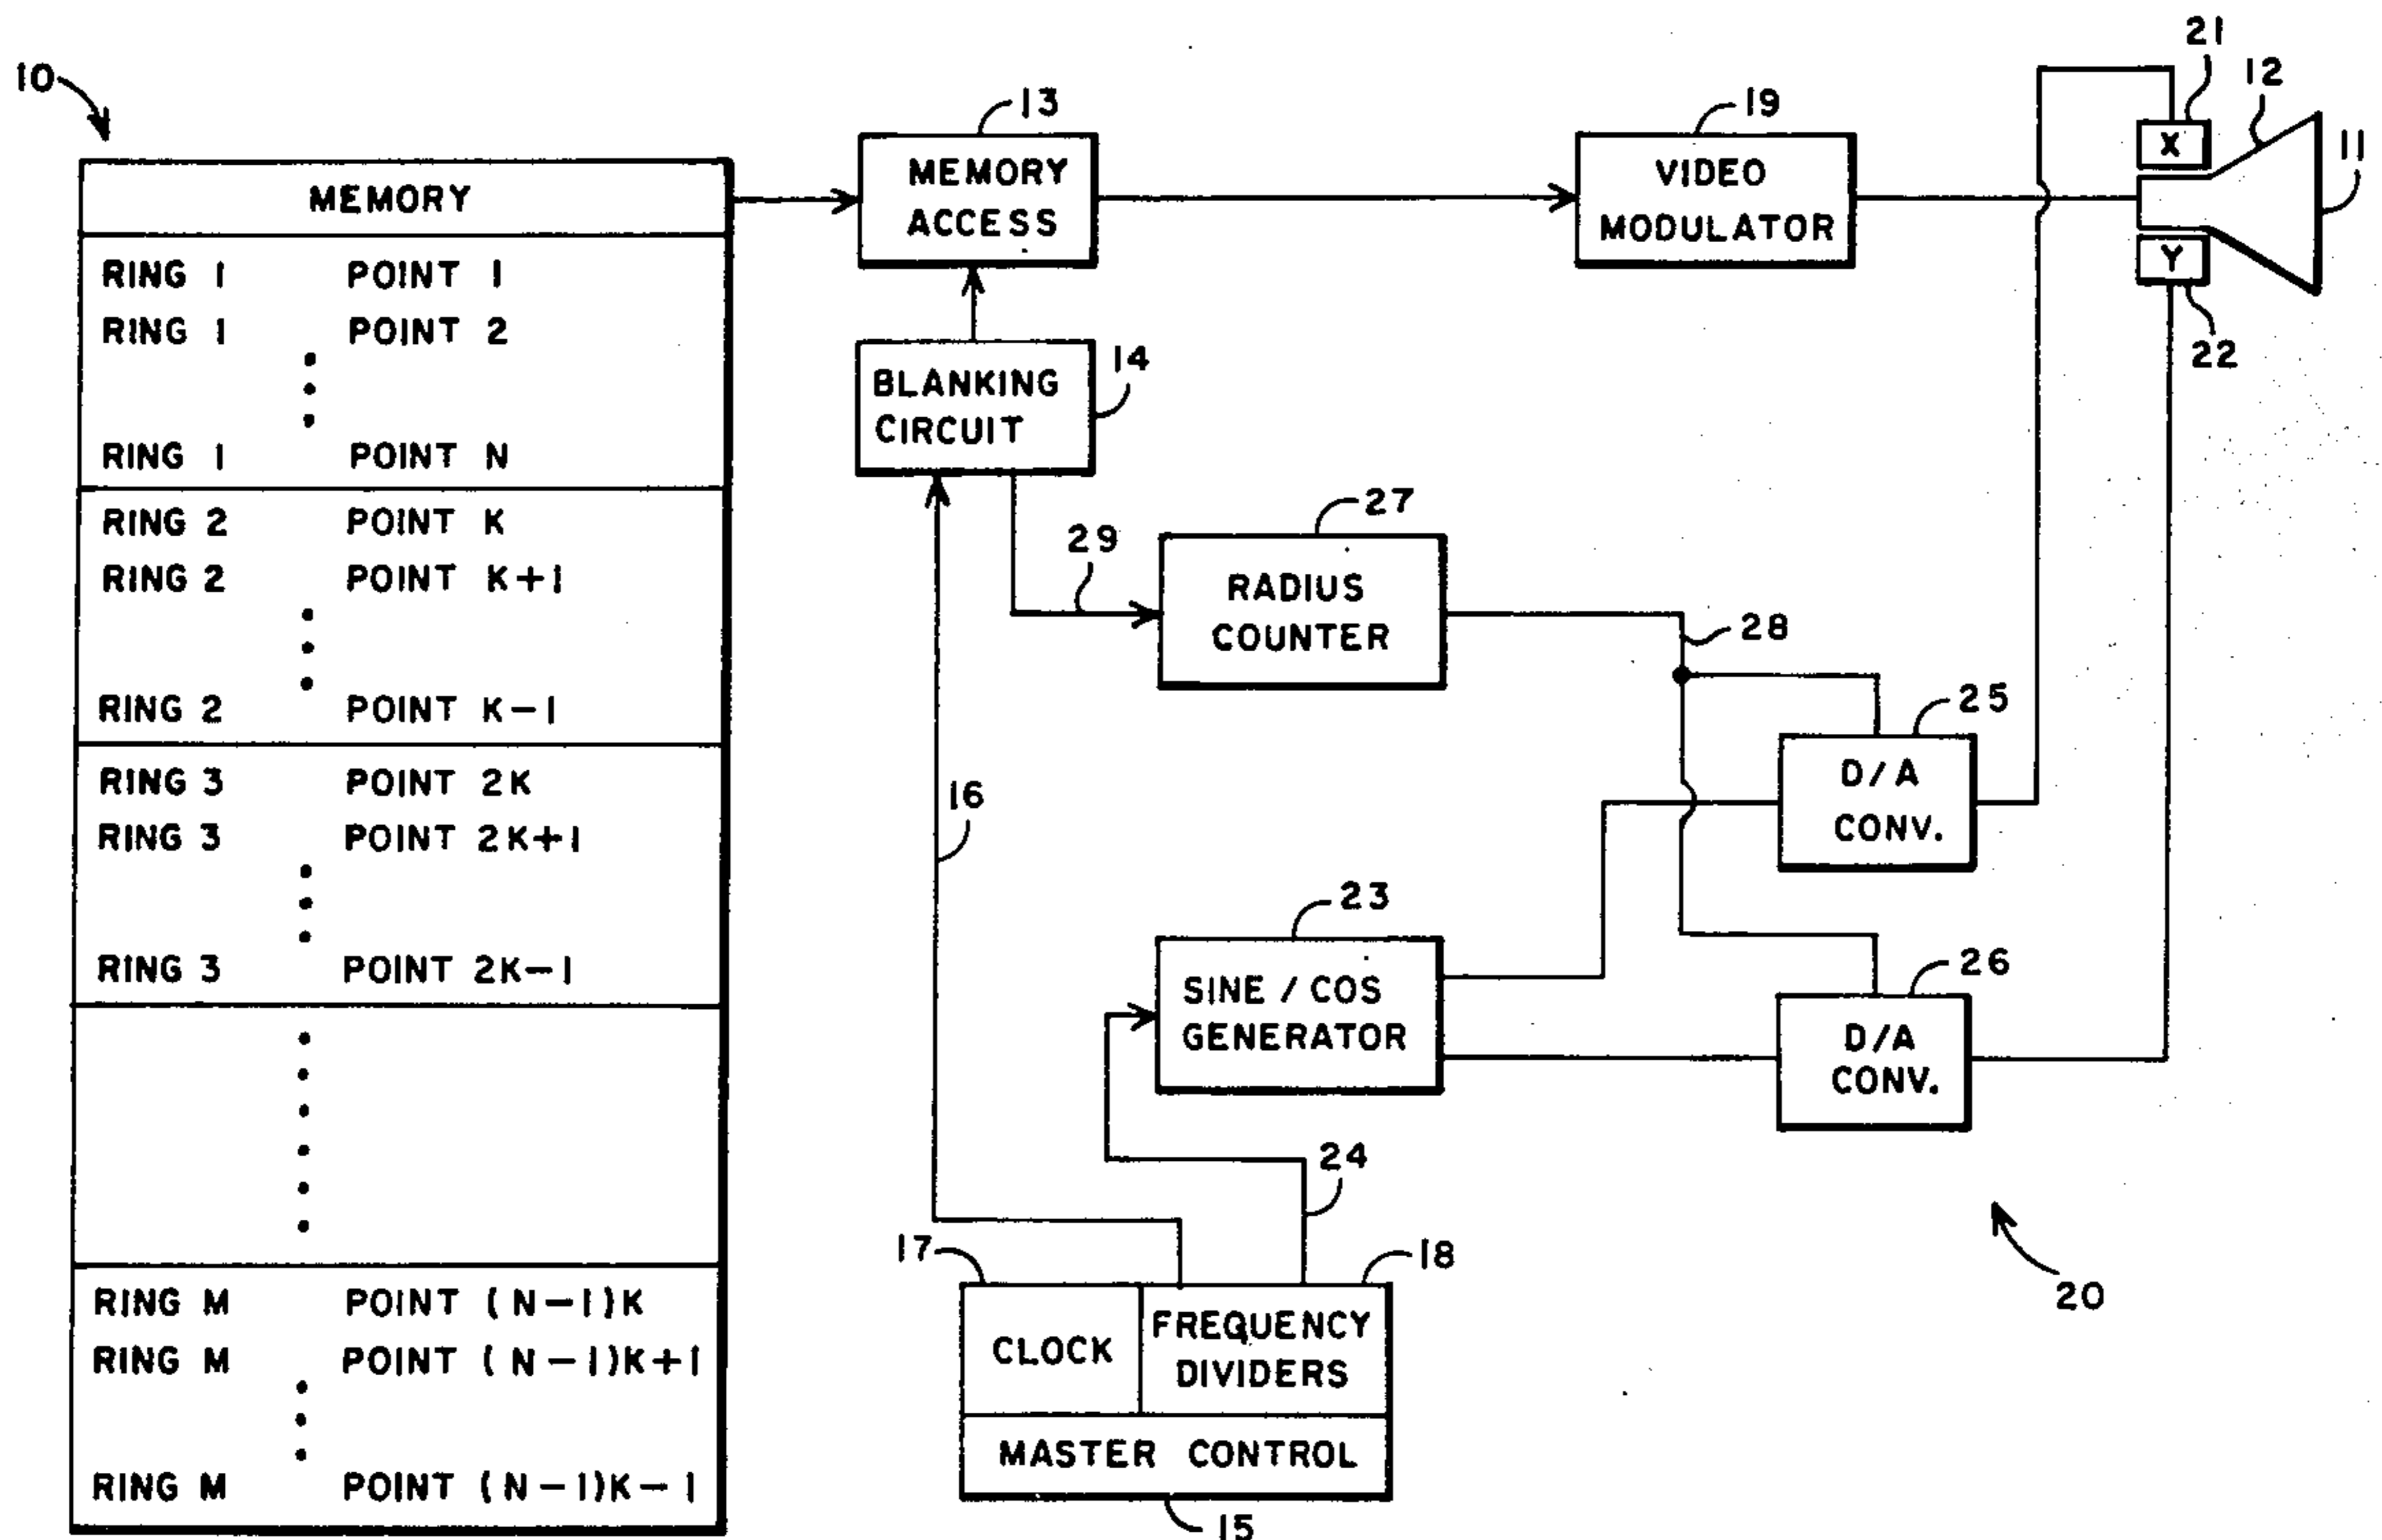 10
MEMORY
RING 1 POINT 1
RING 1 POINT 2
RING 1 POINT N
RING 2 POINT K
RING 2 POINT K+1
RING 2 POINT K-1
RING 3 POINT 2K
RING 3 POINT 2K+1
RING 3 POINT 2K-1
RING M POINT (N-1)K
RING M POINT (N-1)K+1
RING M POINT (N-1)K-1
13
MEMORY
ACCESS
19
VIDEO
MODULATOR
21
12
11
X
Y
22
14
BLANKING
CIRCUIT
27
29
RADIUS
COUNTER
28
25
D/A
CONV.
16
23
SINE / COS
GENERATOR
26
D/A
CONV.
24
20
17
18
CLOCK
FREQUENCY
DIVIDERS
MASTER CONTROL
15